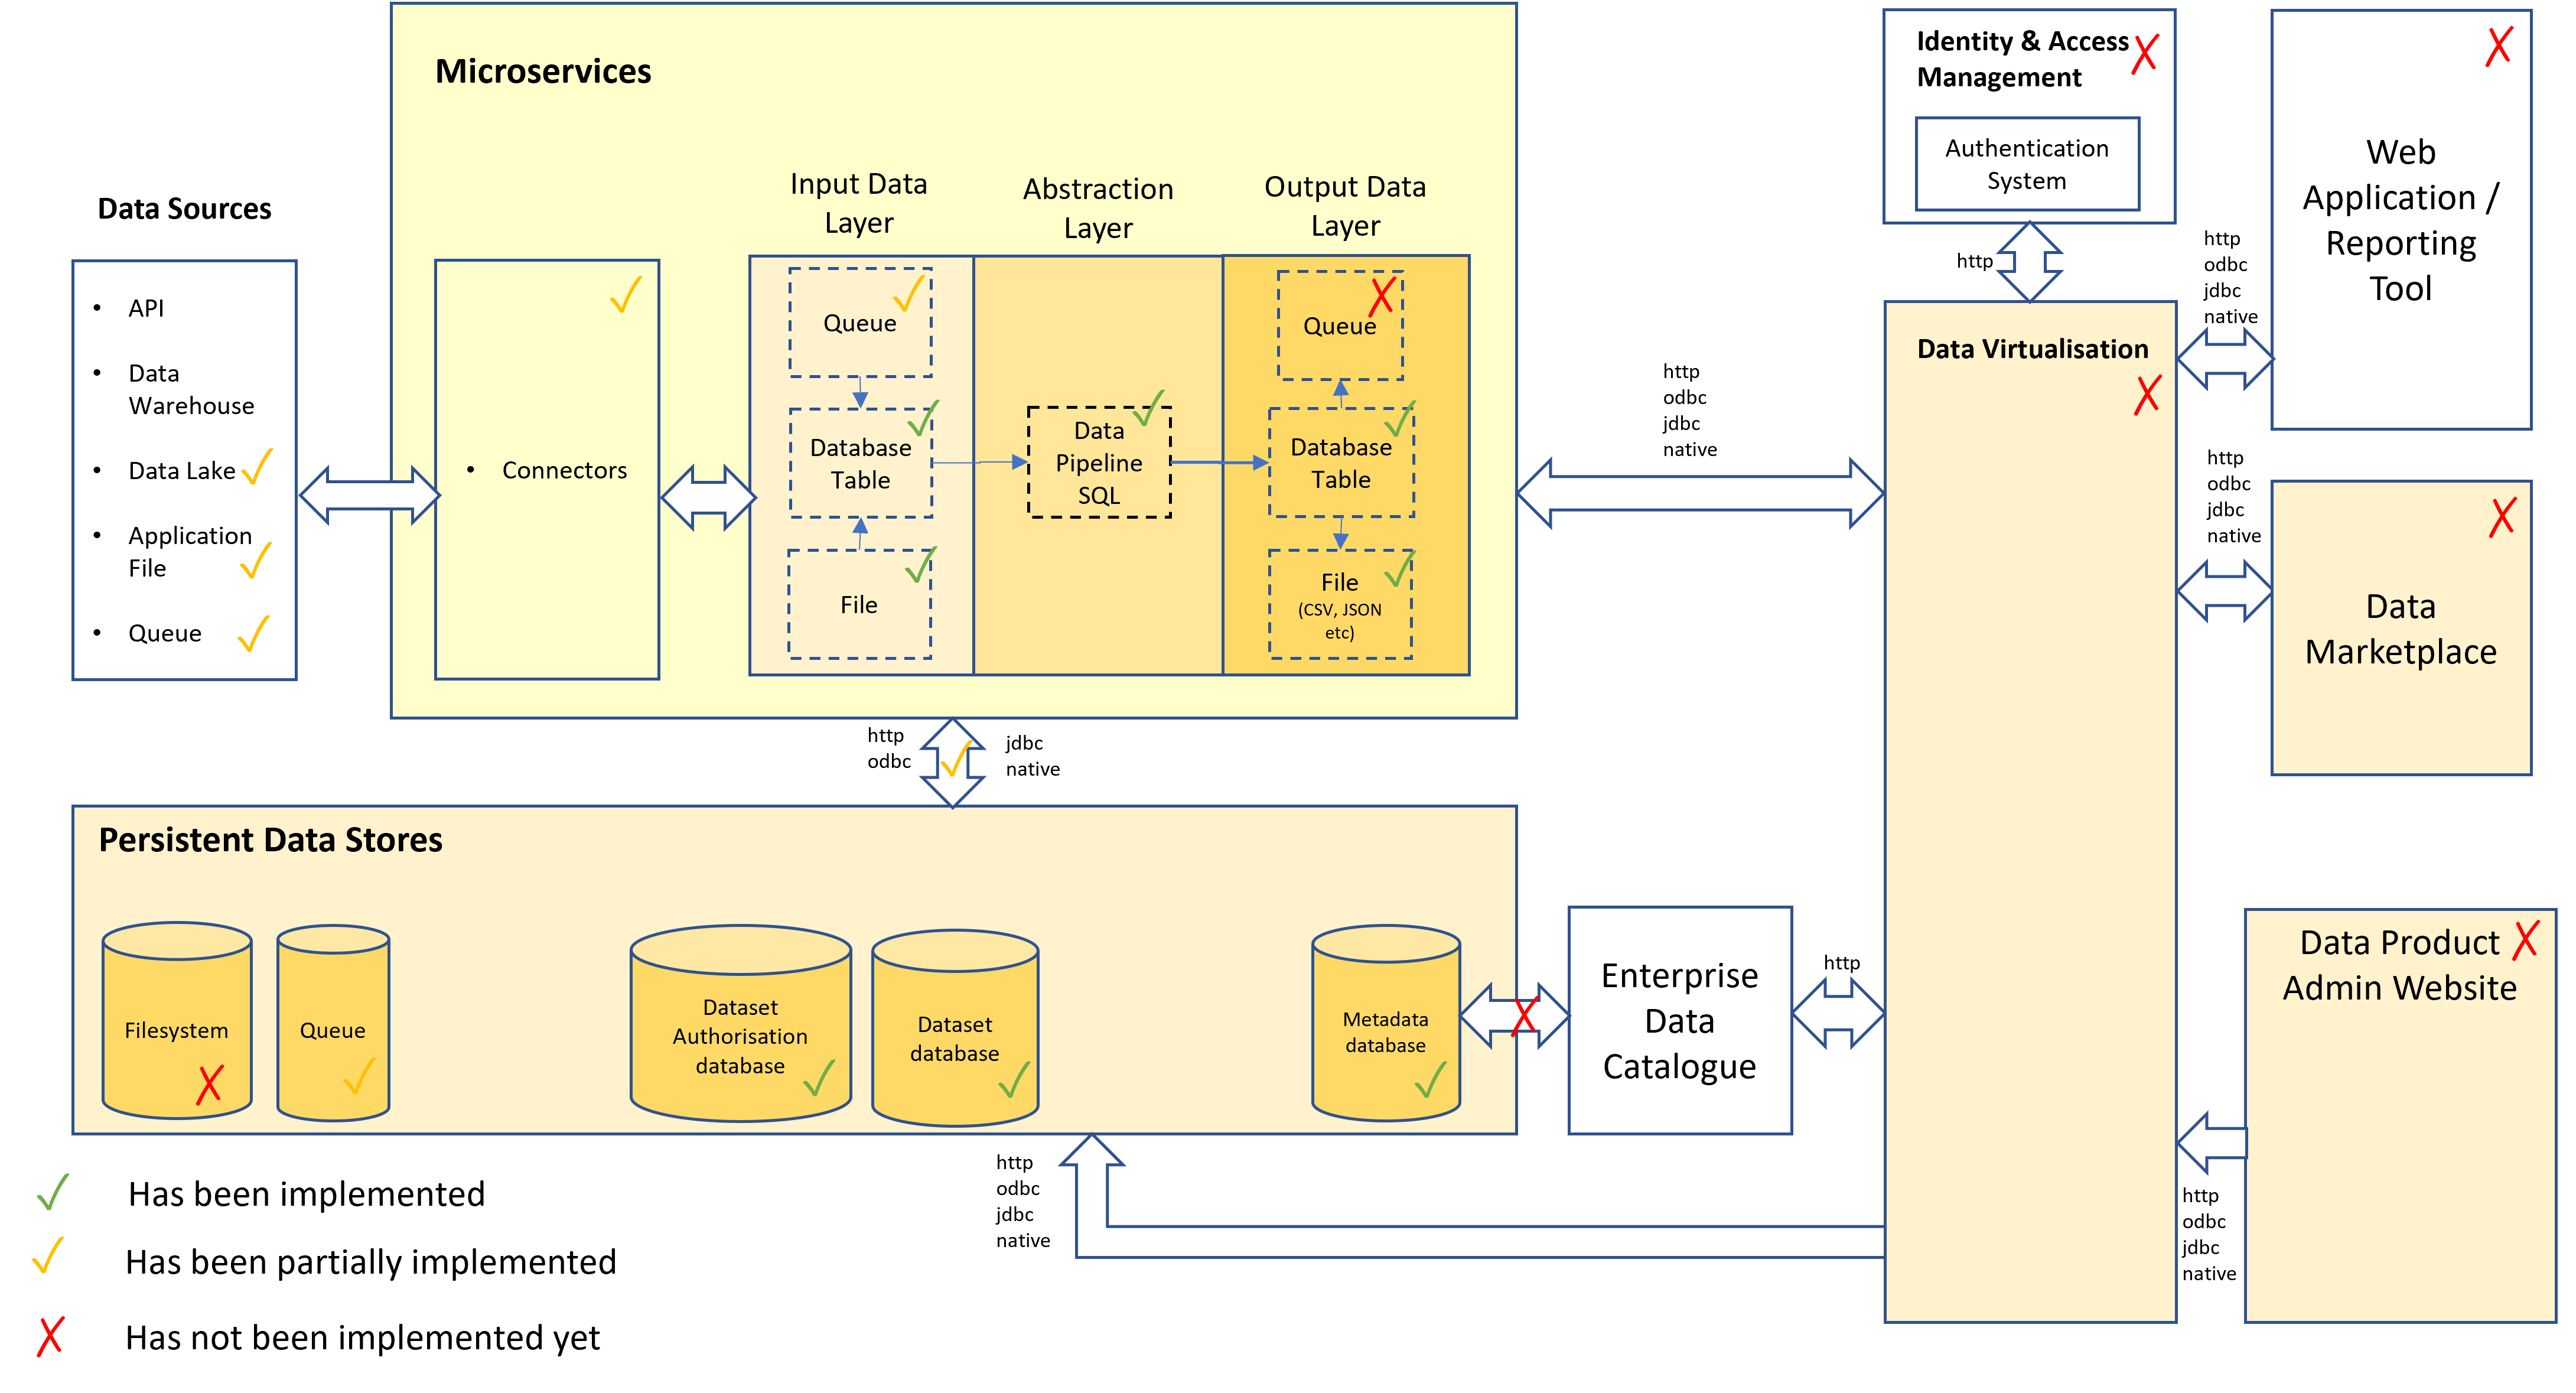 Microservices
Identity & Access
Management
Authentication
System
Web
Application /
Reporting
Tool
Data Sources
Input Data
Layer
Abstraction
Layer
Output Data
Layer
• API
• Data
Warehouse
• Data Lake
• Application
File
• Queue
• Connectors
Queue
Database
Table
File
Data
Pipeline
SQL
Queue
Database
Table
File
(CSV, JSON
etc)
http
odbc
jdbc
native
http
Data Virtualisation
http
odbc
jdbc
native
http
odbc
jdbc
native
Data
Marketplace
http
odbc
jdbc
native
Persistent Data Stores
Filesystem
Queue
Dataset
Authorisation
database
Dataset
database
Metadata
database
Enterprise
Data
Catalogue
http
Data Product
Admin Website
http
odbc
jdbc
native
http
odbc
jdbc
native
Has been implemented
Has been partially implemented
Has not been implemented yet